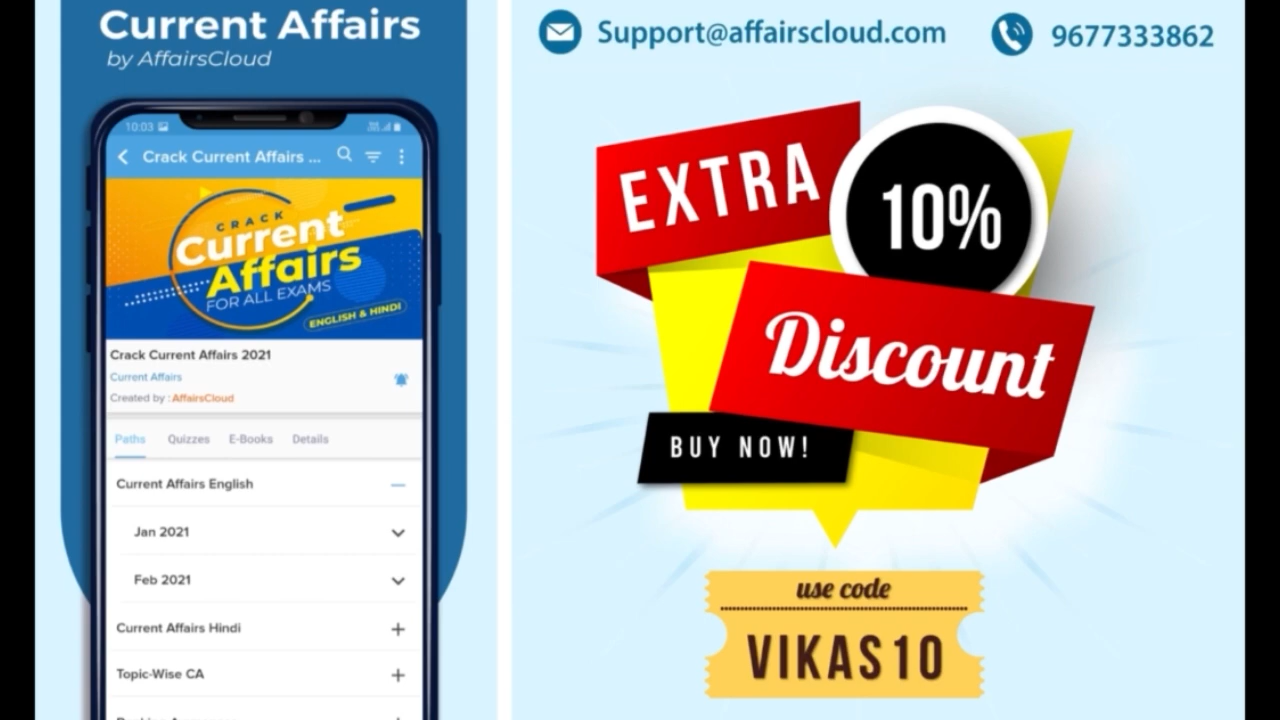 Current Affairs
by AffairsCloud
10:03
Crack Current Affairs ...
CRACK
Current
Affairs
FOR ALL EXAMS
ENGLISH & HINDI
Crack Current Affairs 2021
Current Affairs
Created by : AffairsCloud
Paths Quizzes E-Books Details
Current Affairs English
Jan 2021
Feb 2021
Current Affairs Hindi
Topic-Wise CA
Support@affairscloud.com 9677333862
EXTRA
10%
Discount
BUY NOW!
use code
VIKAS10